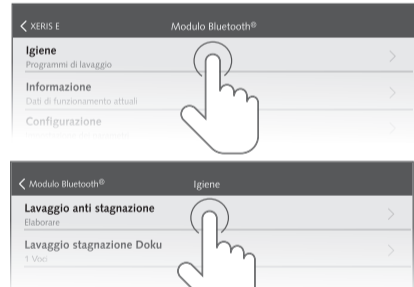 XERIS E Modulo Bluetooth®
Igiene
Programmi di lavaggio
Informazione
Dati di funzionamento attuali
Configurazione
Modulo Bluetooth® Igiene
Lavaggio anti stagnazione
Elaborare
Lavaggio stagnazione Doku
1 Voci